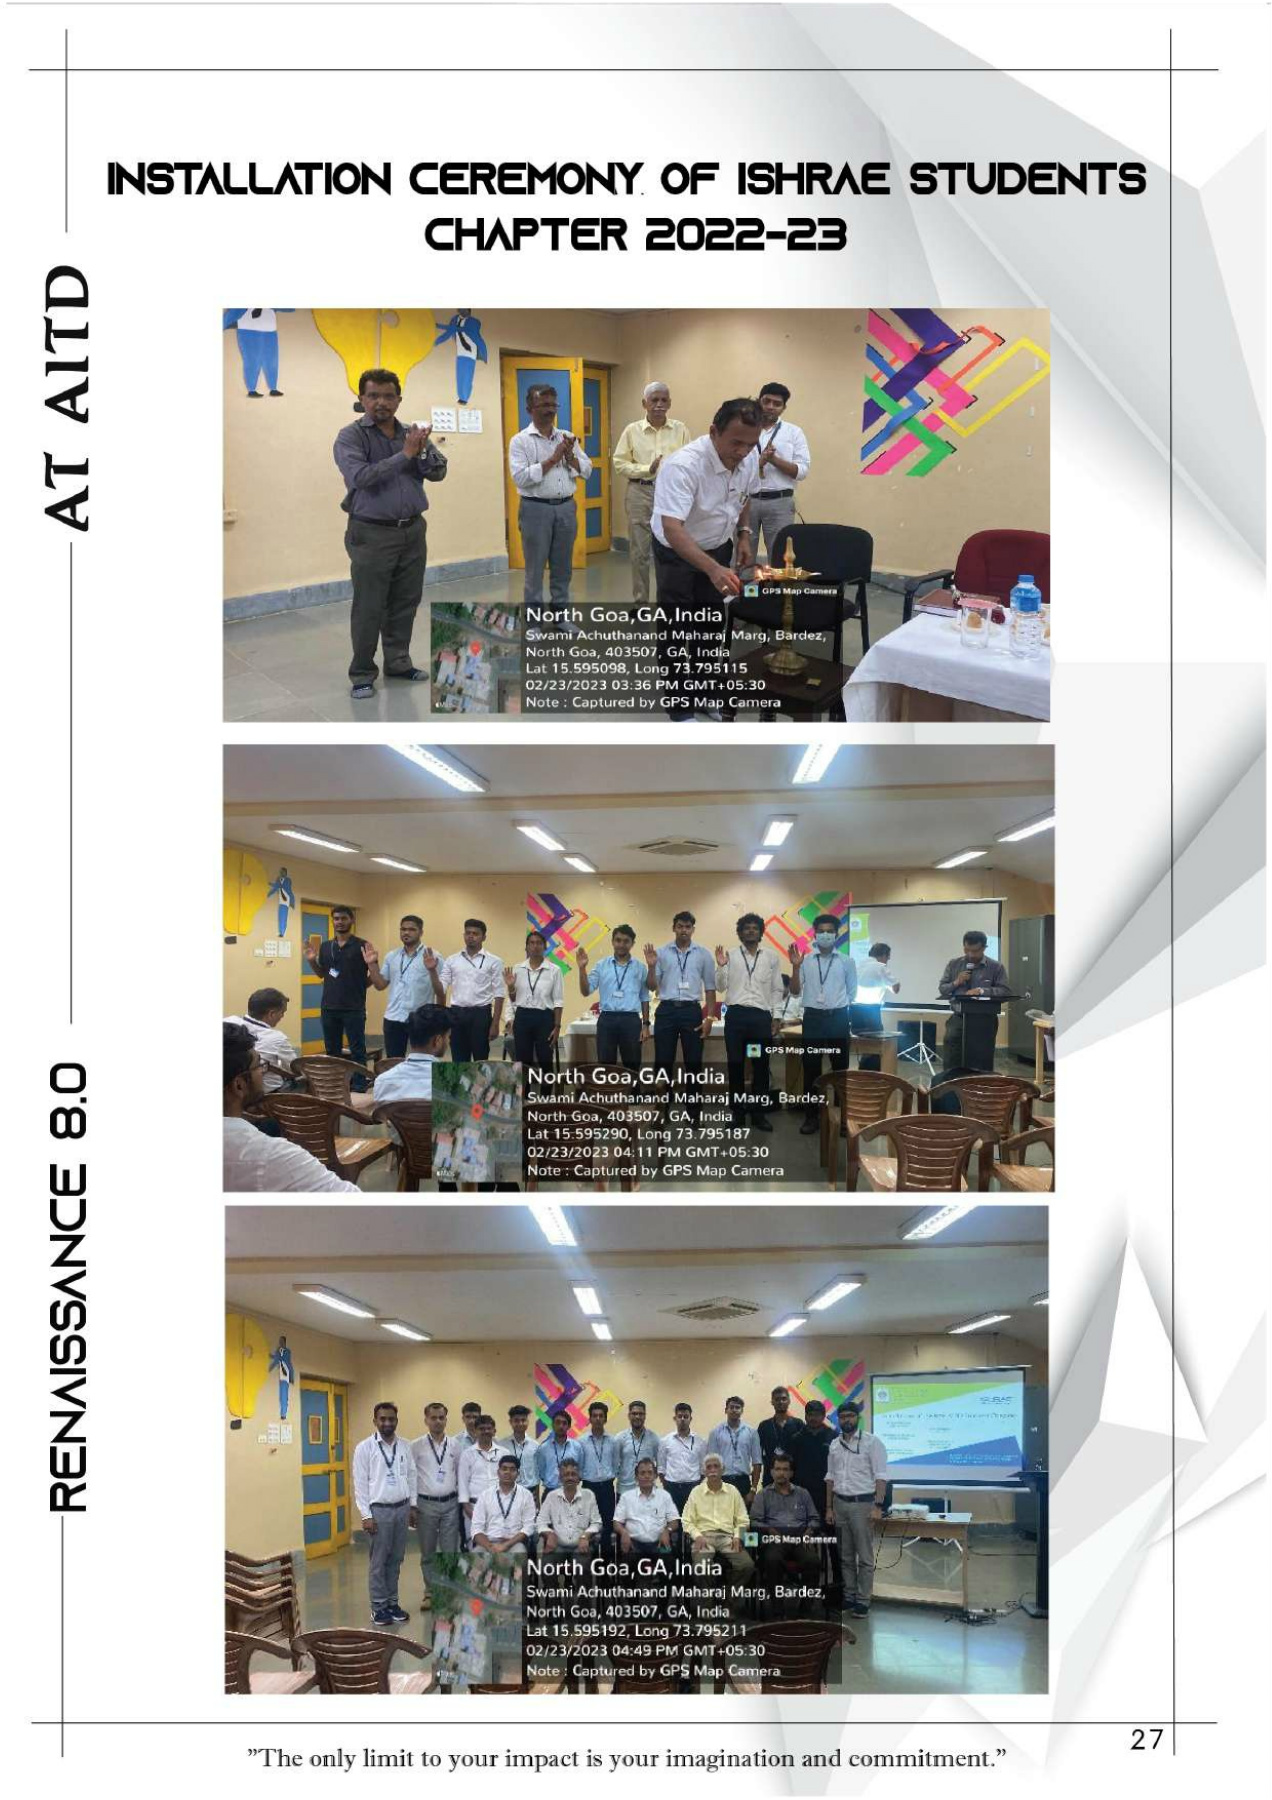 INSTALLATION CEREMONY. OF ISHRAE STUDENTS
CHAPTER 2022-23
AT AITD
RENAISSANCE 8.0
GPS Map Camera
North Goa,GA,India
Swami Achuthanand Maharaj Marg, Bardez,
North Goa, 403507, GA, India
Lat 15.595098, Long 73.795115
02/23/2023 03:36 PM GMT+05:30
Note : Captured by GPS Map Camera
GPS Map Camera
North Goa,GA,India
Swami Achuthanand Maharaj Marg, Bardez,
North Goa, 403507, GA, India
Lat 15.595290, Long 73.795187
02/23/2023 04:11 PM GMT+05:30
Note : Captured by GPS Map Camera
GPS Map Camera
North Goa,GA,India
Swami Achuthanand Maharaj Marg, Bardez,
North Goa, 403507, GA, India
Lat 15.595192, Long 73.795211
02/23/2023 04:49 PM GMT+05:30
Note : Captured by GPS Map Camera
27
”The only limit to your impact is your imagination and commitment.”